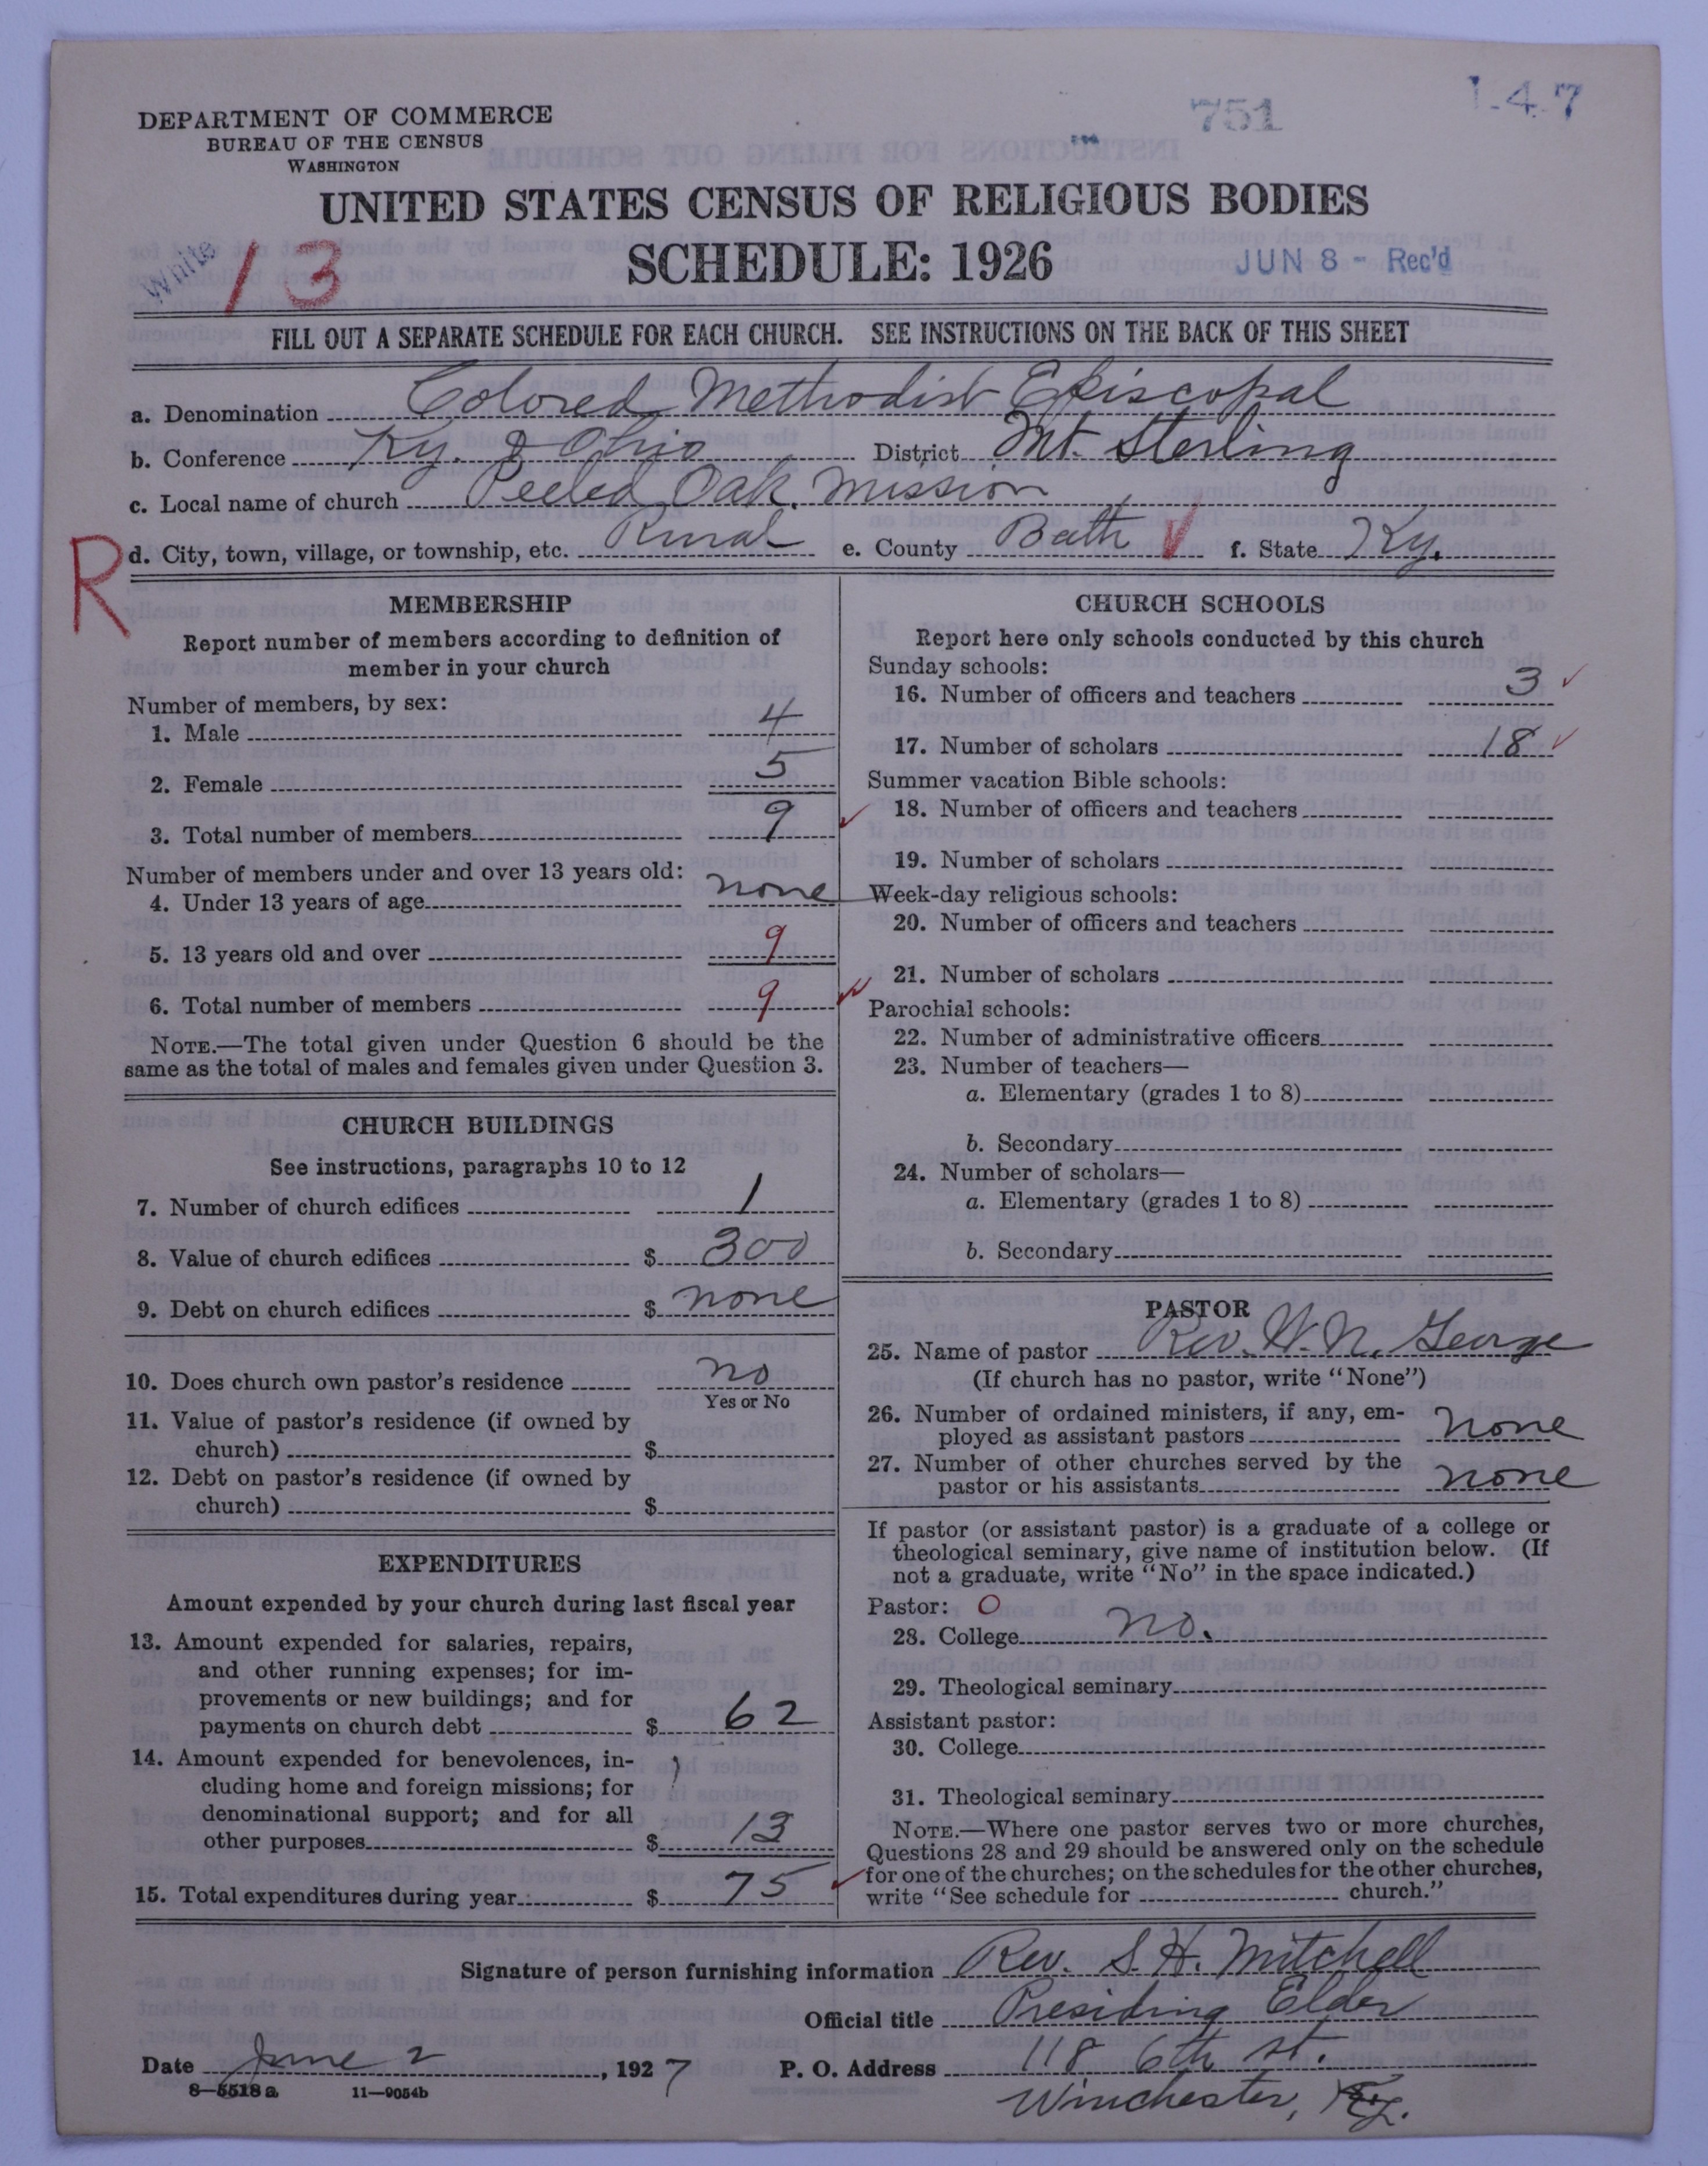 751
1-4-7
DEPARTMENT OF COMMERCE
BUREAU OF THE CENSUS
WASHINGTON
UNITED STATES CENSUS OF RELIGIOUS BODIES
SCHEDULE: 1926
White
13
JUN 8 - Rec'd
FILL OUT A SEPARATE SCHEDULE FOR EACH CHURCH. SEE INSTRUCTIONS ON THE BACK OF THIS SHEET
a. Denomination Colored Methodist Episcopal
b. Conference Ky. & Ohio District Mt. Sterling
c. Local name of church Peeled Oak. Mission
R
d. City, town, village, or township, etc. Rural e. County Bath f. State Ky.
MEMBERSHIP
Report number of members according to definition of
member in your church
Number of members, by sex:
1. Male 4
2. Female 5
3. Total number of members 9
Number of members under and over 13 years old:
4. Under 13 years of age none
5. 13 years old and over 9
6. Total number of members 9
NOTE.—The total given under Question 6 should be the
same as the total of males and females given under Question 3.
CHURCH BUILDINGS
See instructions, paragraphs 10 to 12
7. Number of church edifices 1
8. Value of church edifices $ 300
9. Debt on church edifices $ none
10. Does church own pastor's residence no
Yes or No
11. Value of pastor's residence (if owned by
church) $
12. Debt on pastor's residence (if owned by
church) $
EXPENDITURES
Amount expended by your church during last fiscal year
13. Amount expended for salaries, repairs,
and other running expenses; for im-
provements or new buildings; and for
payments on church debt $ 62
14. Amount expended for benevolences, in-
cluding home and foreign missions; for
denominational support; and for all
other purposes $ 13
15. Total expenditures during year $ 75
CHURCH SCHOOLS
Report here only schools conducted by this church
Sunday schools:
16. Number of officers and teachers 3
17. Number of scholars 18
Summer vacation Bible schools:
18. Number of officers and teachers
19. Number of scholars
Week-day religious schools:
20. Number of officers and teachers
21. Number of scholars
Parochial schools:
22. Number of administrative officers
23. Number of teachers—
a. Elementary (grades 1 to 8)
b. Secondary
24. Number of scholars—
a. Elementary (grades 1 to 8)
b. Secondary
PASTOR
25. Name of pastor Rev. W. N. George
(If church has no pastor, write "None")
26. Number of ordained ministers, if any, em-
ployed as assistant pastors none
27. Number of other churches served by the
pastor or his assistants none
If pastor (or assistant pastor) is a graduate of a college or
theological seminary, give name of institution below. (If
not a graduate, write "No" in the space indicated.)
Pastor: O
28. College no.
29. Theological seminary
Assistant pastor:
30. College
31. Theological seminary
NOTE.—Where one pastor serves two or more churches,
Questions 28 and 29 should be answered only on the schedule
for one of the churches; on the schedules for the other churches,
write "See schedule for church."
Signature of person furnishing information Rev. S. H. Mitchell
Official title Presiding Elder
Date June 2, 1927 P. O. Address 118 6th st.
8—5518 a 11—9054b
Winchester, Ky.